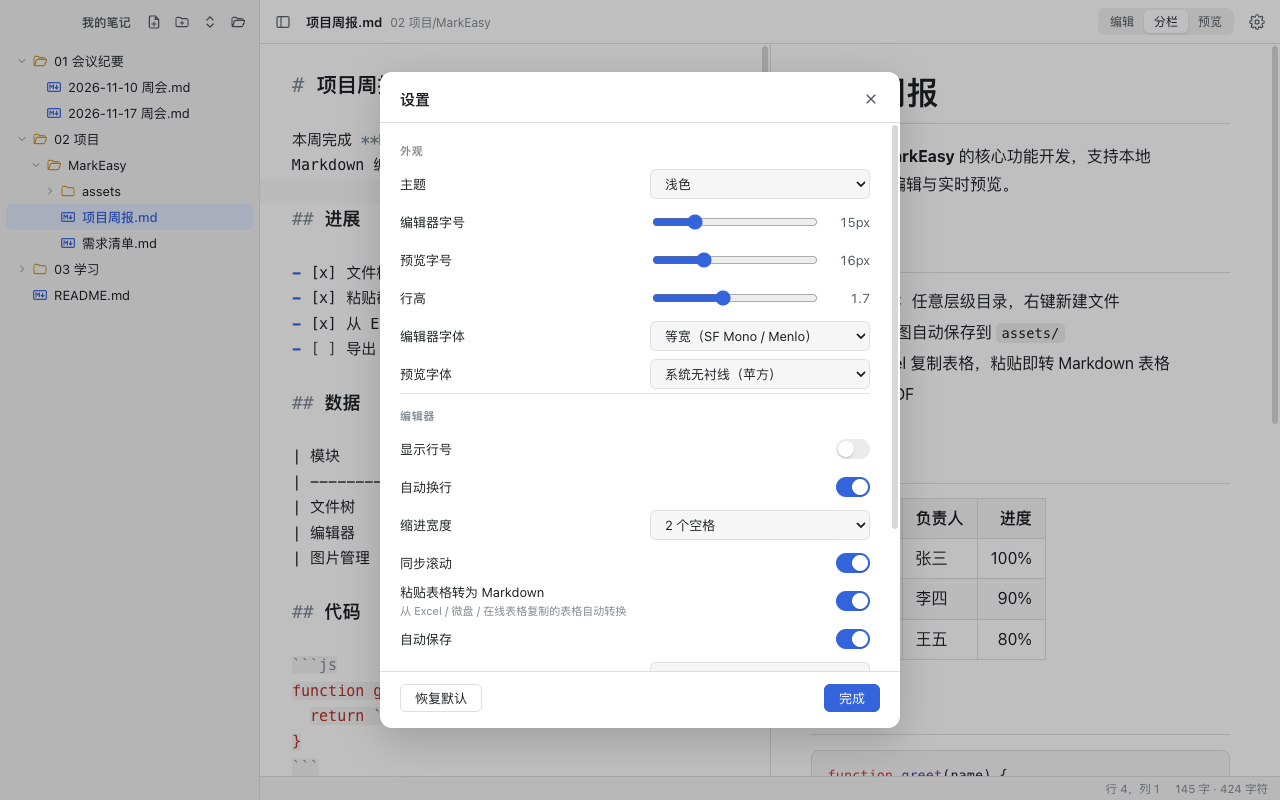 我的笔记
项目周报.md 02 项目/MarkEasy
编辑 分栏 预览
01 会议纪要
2026-11-10 周会.md
2026-11-17 周会.md
02 项目
MarkEasy
assets
项目周报.md
需求清单.md
03 学习
README.md
# 项目周
本周完成 **
Markdown
## 进展
- [x] 文件
- [x] 粘贴
- [x] 从 E
- [ ] 导出
## 数据
| 模块
| --------
| 文件树
| 编辑器
| 图片管理
## 代码
```js
function g
return `
}
```
设置
外观
主题 浅色
编辑器字号 15px
预览字号 16px
行高 1.7
编辑器字体 等宽（SF Mono / Menlo）
预览字体 系统无衬线（苹方）
编辑器
显示行号
自动换行
缩进宽度 2 个空格
同步滚动
粘贴表格转为 Markdown
从 Excel / 微盘 / 在线表格复制的表格自动转换
自动保存
恢复默认 完成
报
arkEasy 的核心功能开发，支持本地
编辑与实时预览。
：任意层级目录，右键新建文件
图自动保存到 assets/
el 复制表格，粘贴即转 Markdown 表格
DF
负责人 进度
张三 100%
李四 90%
王五 80%
function greet(name) {
行 4，列 1 145 字 · 424 字符